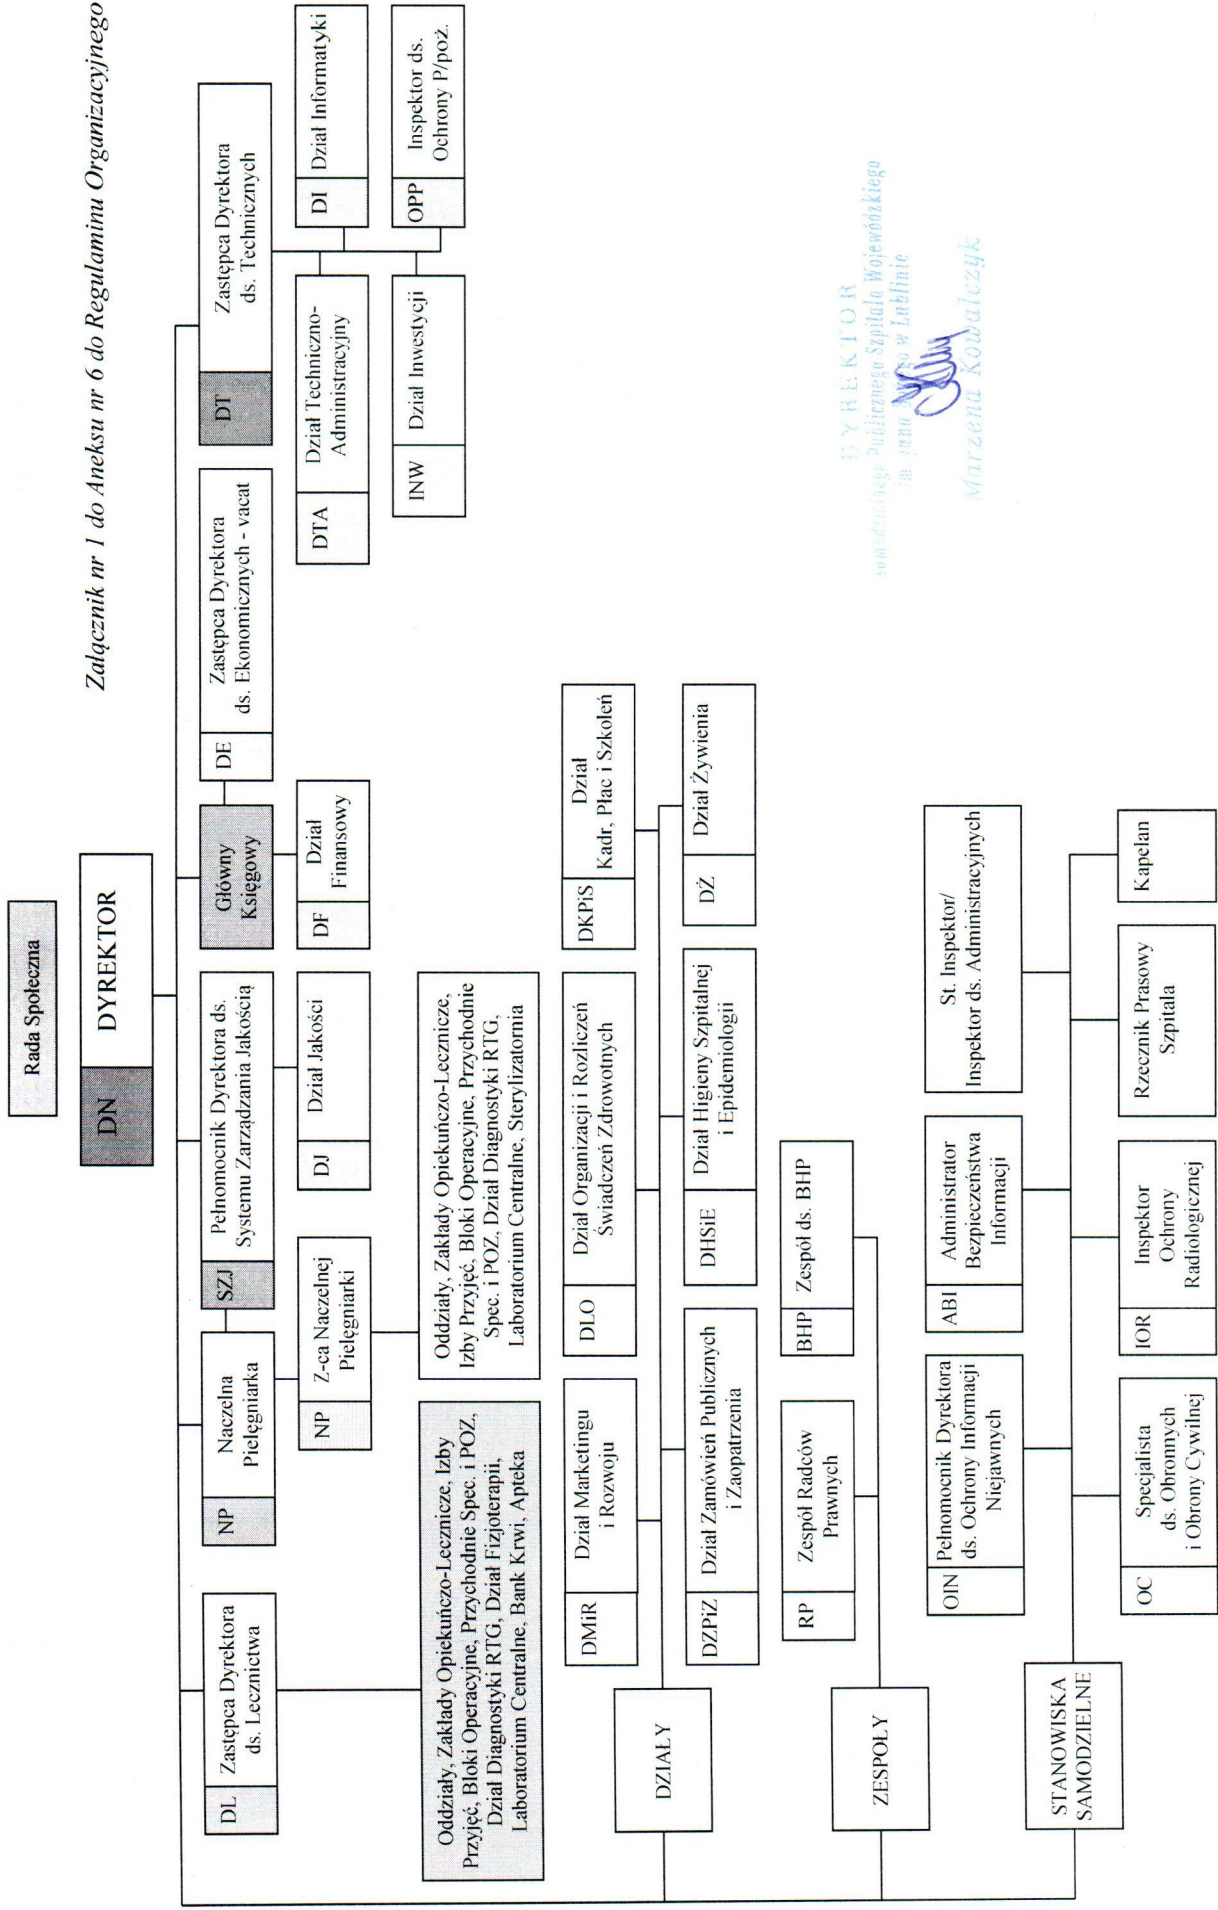 Załącznik nr 1 do Aneksu nr 6 do Regulaminu Organizacyjnego
Rada Społeczna
DN
DYREKTOR
DL
Zastępca Dyrektora
ds. Lecznictwa
NP
Naczelna
Pielęgniarka
SZJ
Pełnomocnik Dyrektora ds.
Systemu Zarządzania Jakością
Główny
Księgowy
DE
Zastępca Dyrektora
ds. Ekonomicznych - vacat
DT
Zastępca Dyrektora
ds. Technicznych
NP
Z-ca Naczelnej
Pielęgniarki
DJ
Dział Jakości
DF
Dział
Finansowy
DTA
Dział Techniczno-
Administracyjny
DI
Dział Informatyki
INW
Dział Inwestycji
OPP
Inspektor ds.
Ochrony P/poż.
Oddziały, Zakłady Opiekuńczo-Lecznicze, Izby
Przyjęć, Bloki Operacyjne, Przychodnie Spec. i POZ,
Dział Diagnostyki RTG, Dział Fizjoterapii,
Laboratorium Centralne, Bank Krwi, Apteka
Oddziały, Zakłady Opiekuńczo-Lecznicze,
Izby Przyjęć, Bloki Operacyjne, Przychodnie
Spec. i POZ, Dział Diagnostyki RTG,
Laboratorium Centralne, Sterylizatornia
DZIAŁY
DMiR
Dział Marketingu
i Rozwoju
DLO
Dział Organizacji i Rozliczeń
Świadczeń Zdrowotnych
DKPiS
Dział
Kadr, Płac i Szkoleń
DZPiZ
Dział Zamówień Publicznych
i Zaopatrzenia
DHSiE
Dział Higieny Szpitalnej
i Epidemiologii
DŻ
Dział Żywienia
ZESPOŁY
RP
Zespół Radców
Prawnych
BHP
Zespół ds. BHP
STANOWISKA
SAMODZIELNE
OIN
Pełnomocnik Dyrektora
ds. Ochrony Informacji
Niejawnych
ABI
Administrator
Bezpieczeństwa
Informacji
St. Inspektor/
Inspektor ds. Administracyjnych
OC
Specjalista
ds. Obronnych
i Obrony Cywilnej
IOR
Inspektor
Ochrony
Radiologicznej
Rzecznik Prasowy
Szpitala
Kapelan
DYREKTOR
Samodzielnego Publicznego Szpitala Wojewódzkiego
im. Jana w Lublinie
Marzena Kowalczyk